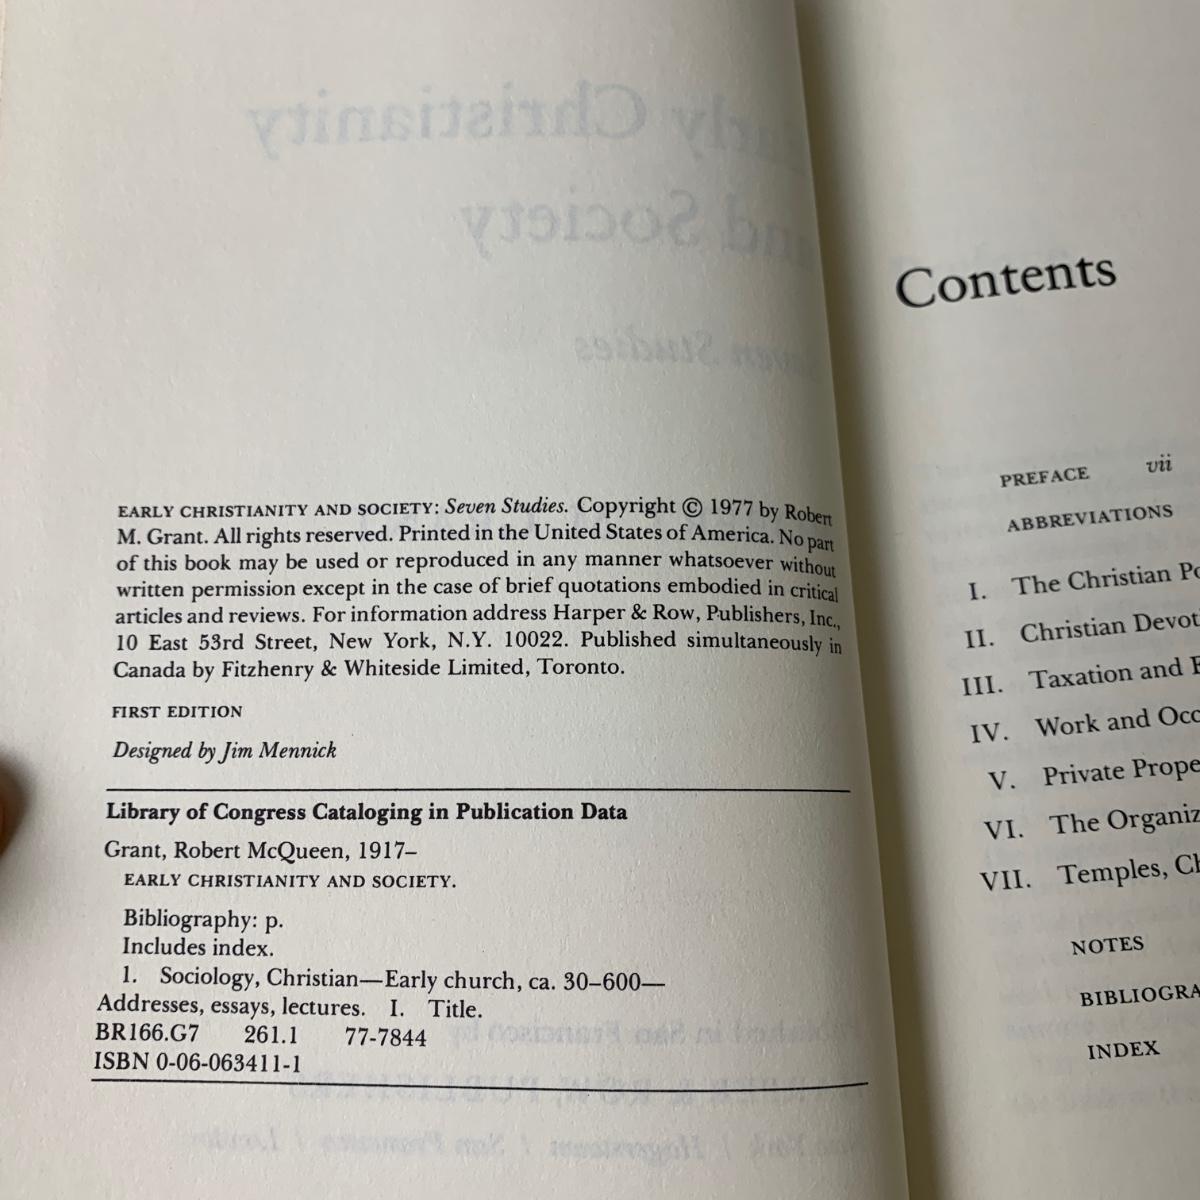 EARLY CHRISTIANITY AND SOCIETY: Seven Studies. Copyright © 1977 by Robert
M. Grant. All rights reserved. Printed in the United States of America. No part
of this book may be used or reproduced in any manner whatsoever without
written permission except in the case of brief quotations embodied in critical
articles and reviews. For information address Harper & Row, Publishers, Inc.,
10 East 53rd Street, New York, N.Y. 10022. Published simultaneously in
Canada by Fitzhenry & Whiteside Limited, Toronto.
FIRST EDITION
Designed by Jim Mennick
Library of Congress Cataloging in Publication Data
Grant, Robert McQueen, 1917–
EARLY CHRISTIANITY AND SOCIETY.
Bibliography: p.
Includes index.
1. Sociology, Christian—Early church, ca. 30–600—
Addresses, essays, lectures. I. Title.
BR166.G7 261.1 77-7844
ISBN 0-06-063411-1
Contents
PREFACE vii
ABBREVIATIONS
I. The Christian
II. Christian
III. Taxation and
IV. Work and
V. Private
VI. The
VII. Temples,
NOTES
INDEX